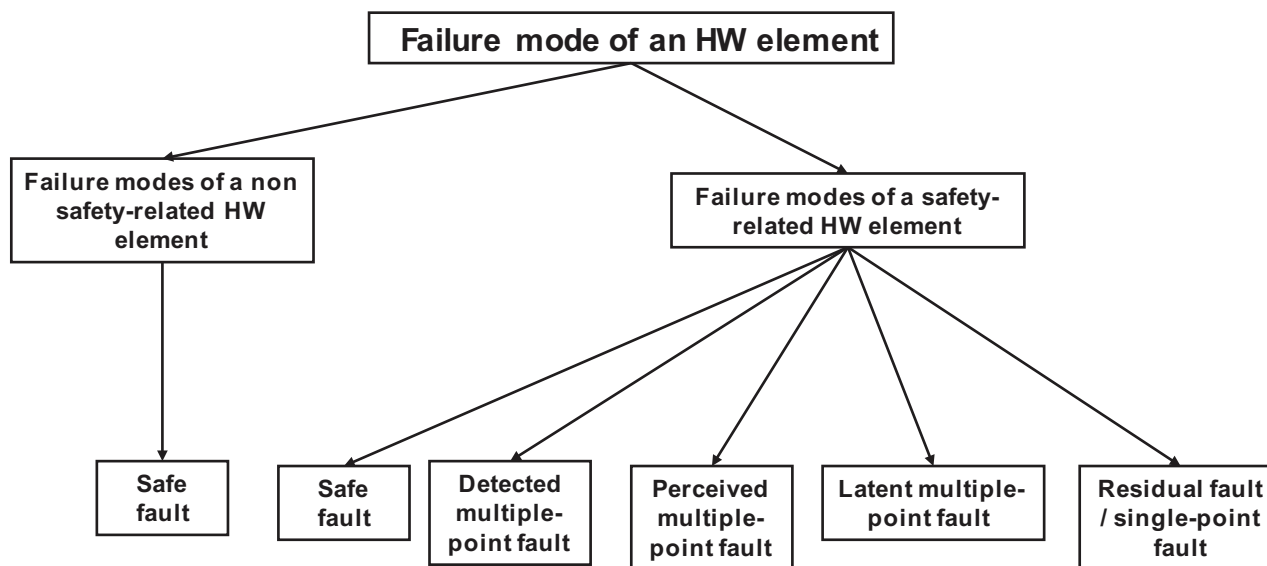 Failure mode of an HW element
Failure modes of a non
safety-related HW
element
Failure modes of a safety-
related HW element
Safe
fault
Safe
fault
Detected
multiple-
point fault
Perceived
multiple-
point fault
Latent multiple-
point fault
Residual fault
/ single-point
fault